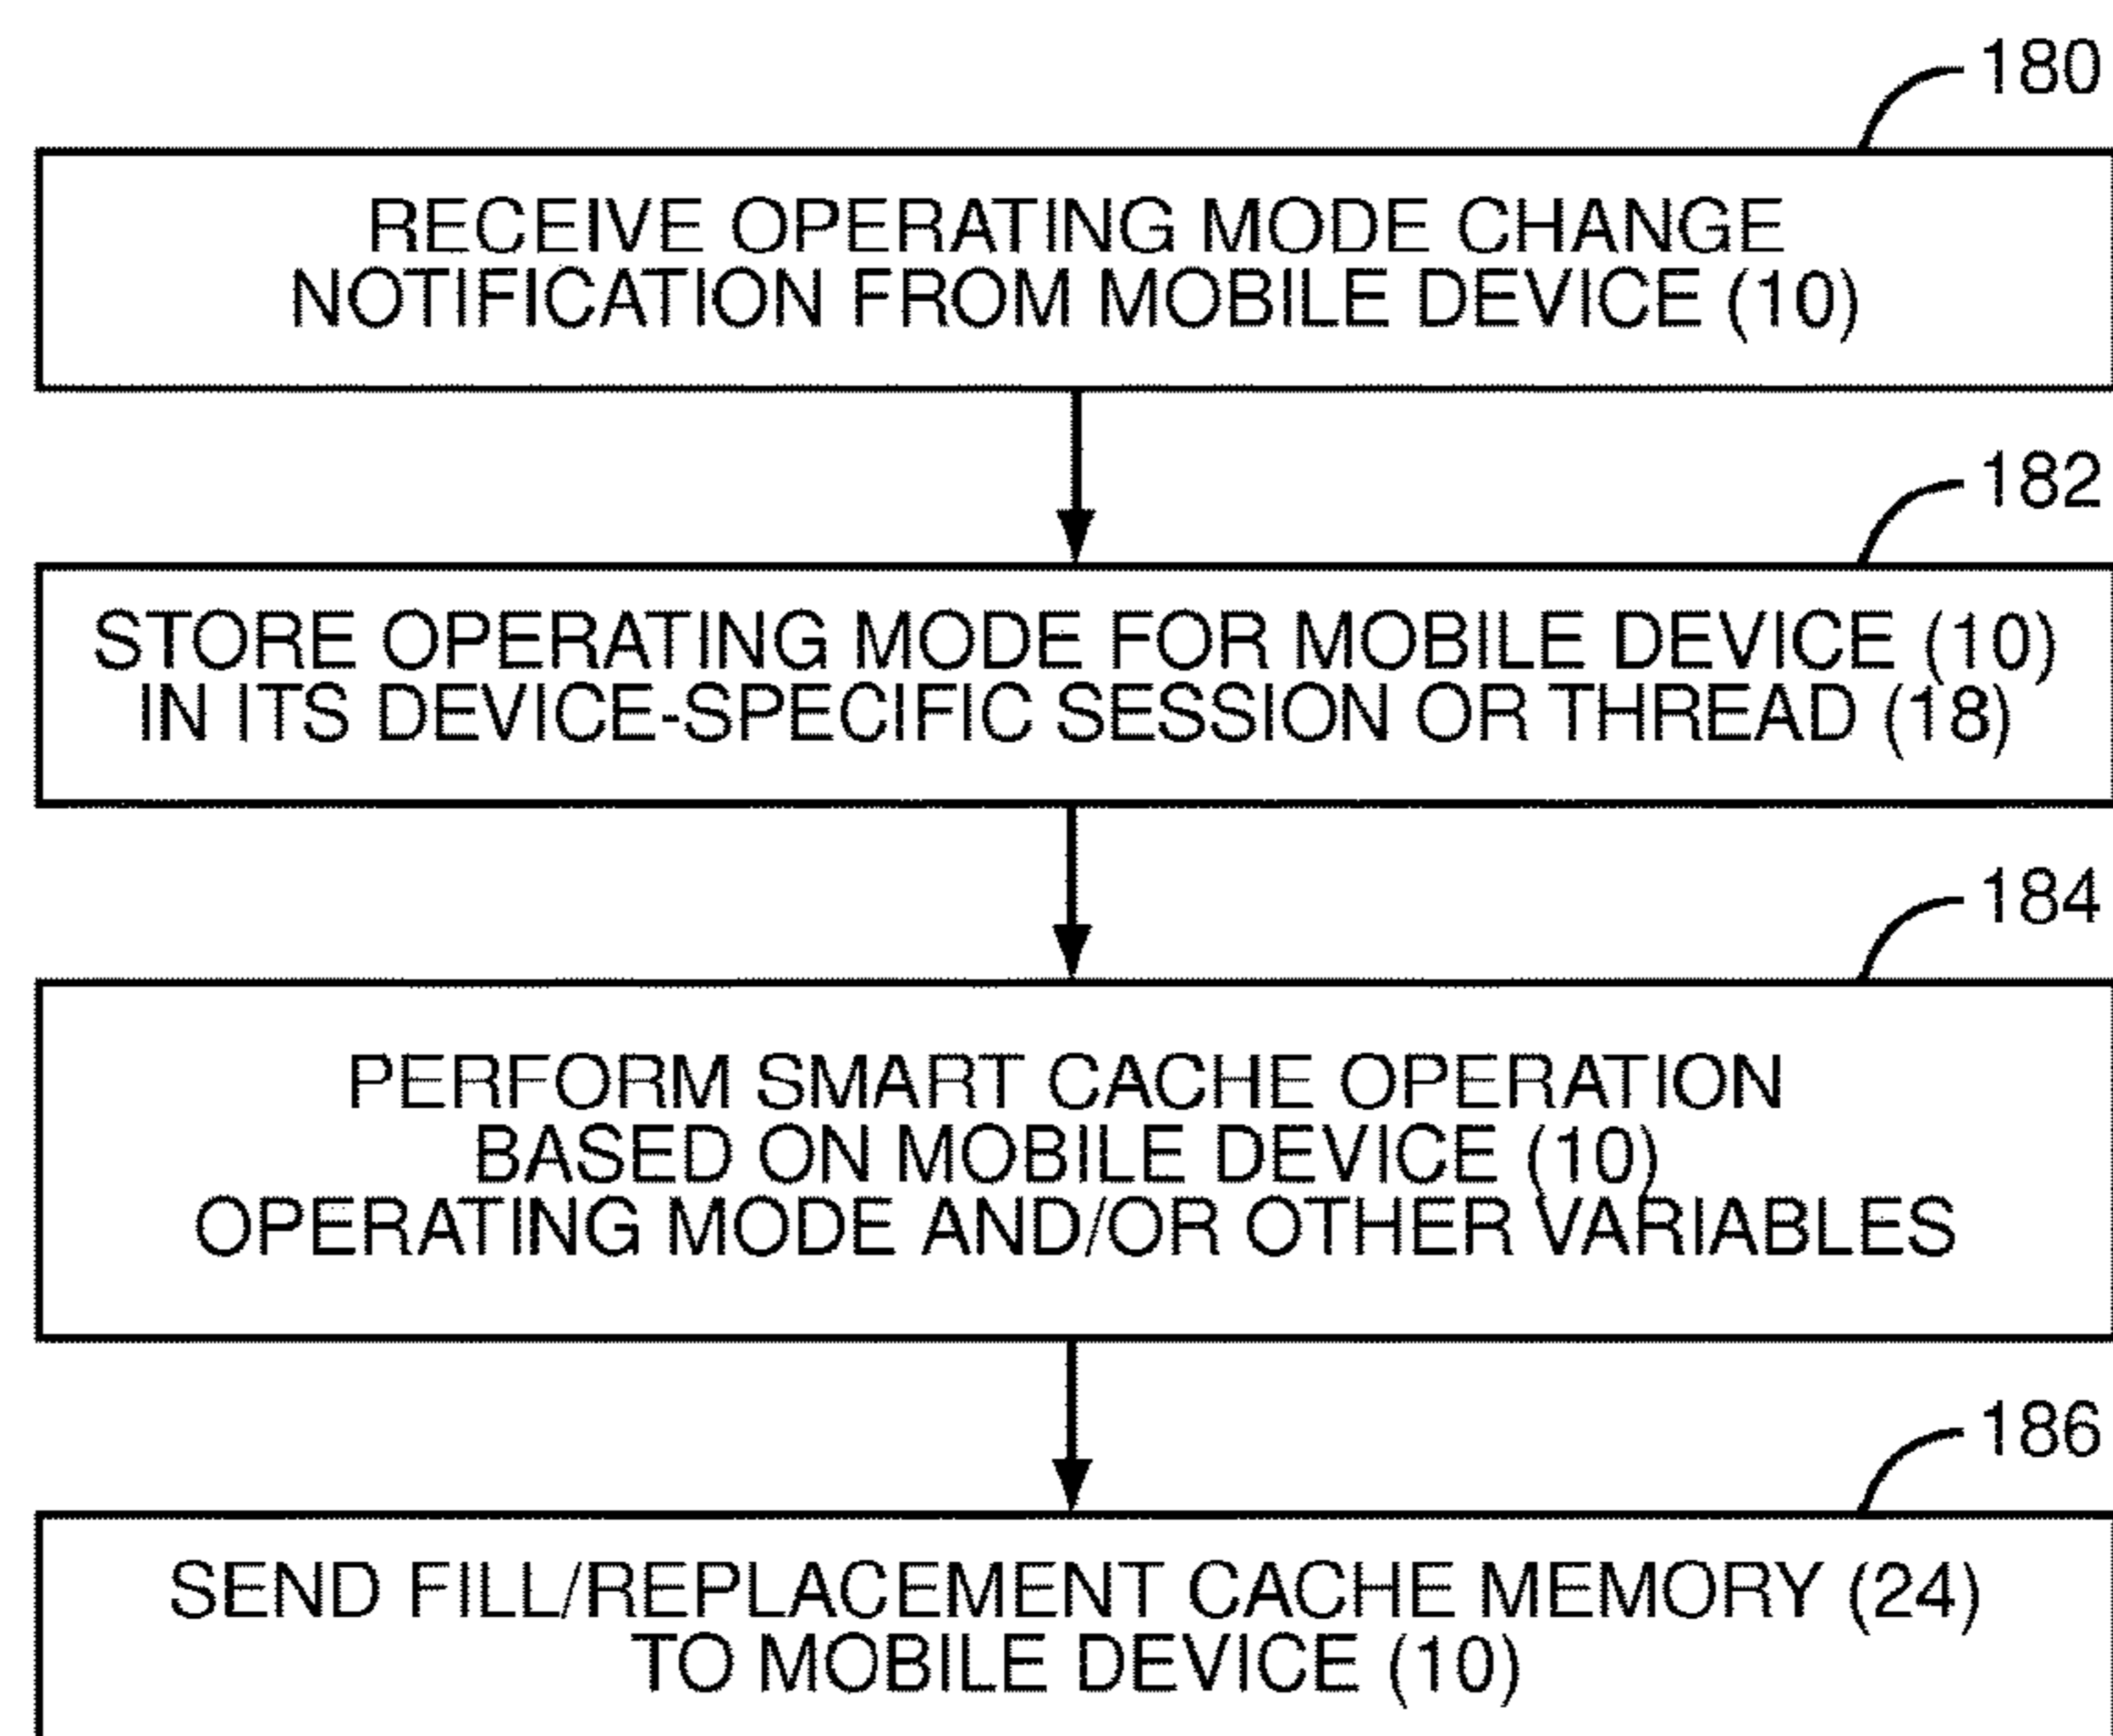 180
RECEIVE OPERATING MODE CHANGE
NOTIFICATION FROM MOBILE DEVICE (10)
182
STORE OPERATING MODE FOR MOBILE DEVICE (10)
IN ITS DEVICE-SPECIFIC SESSION OR THREAD (18)
184
PERFORM SMART CACHE OPERATION
BASED ON MOBILE DEVICE (10)
OPERATING MODE AND/OR OTHER VARIABLES
186
SEND FILL/REPLACEMENT CACHE MEMORY (24)
TO MOBILE DEVICE (10)